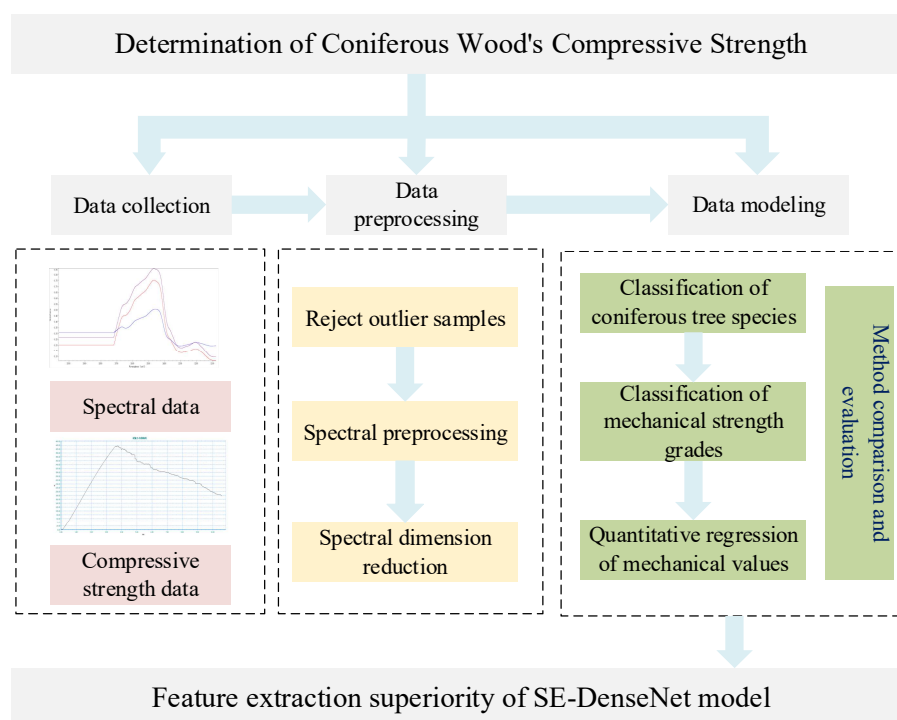 Determination of Coniferous Wood's Compressive Strength
Data collection
Data
preprocessing
Data modeling
Spectral data
Compressive
strength data
Reject outlier samples
Spectral preprocessing
Spectral dimension
reduction
Classification of
coniferous tree species
Classification of
mechanical strength
grades
Quantitative regression
of mechanical values
Method comparison and
evaluation
Feature extraction superiority of SE-DenseNet model